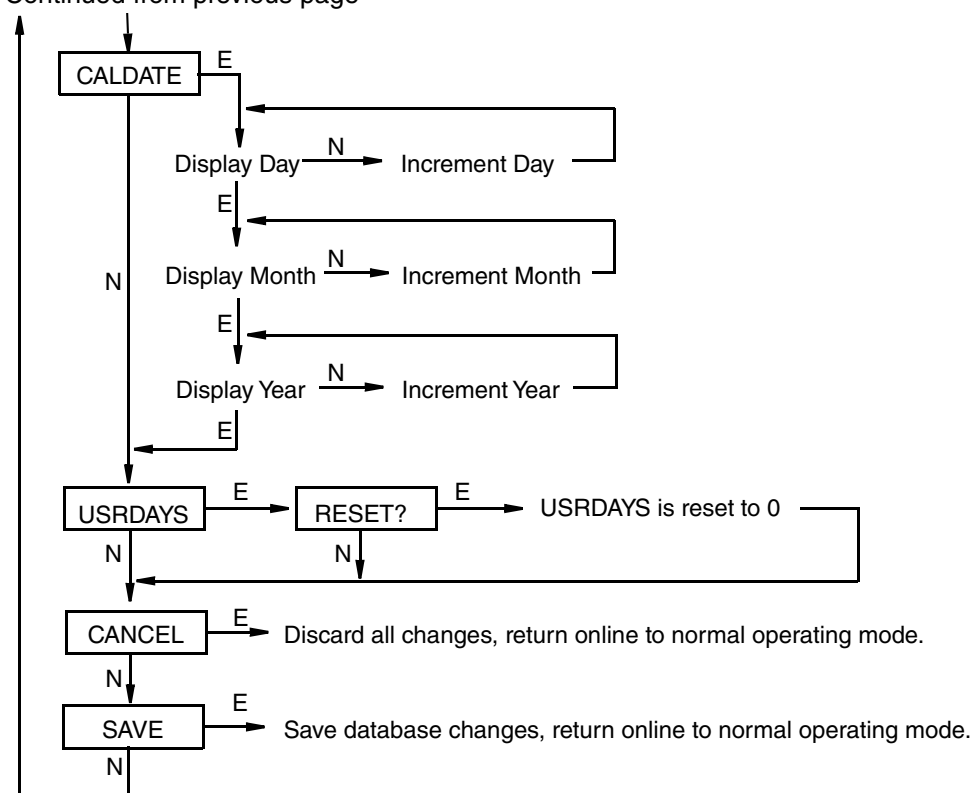 Continued from previous page
CALDATE
E
Display Day
N
Increment Day
E
Display Month
N
Increment Month
N
E
Display Year
N
Increment Year
E
USRDAYS
E
RESET?
E
USRDAYS is reset to 0
N
N
CANCEL
E
Discard all changes, return online to normal operating mode.
N
SAVE
E
Save database changes, return online to normal operating mode.
N